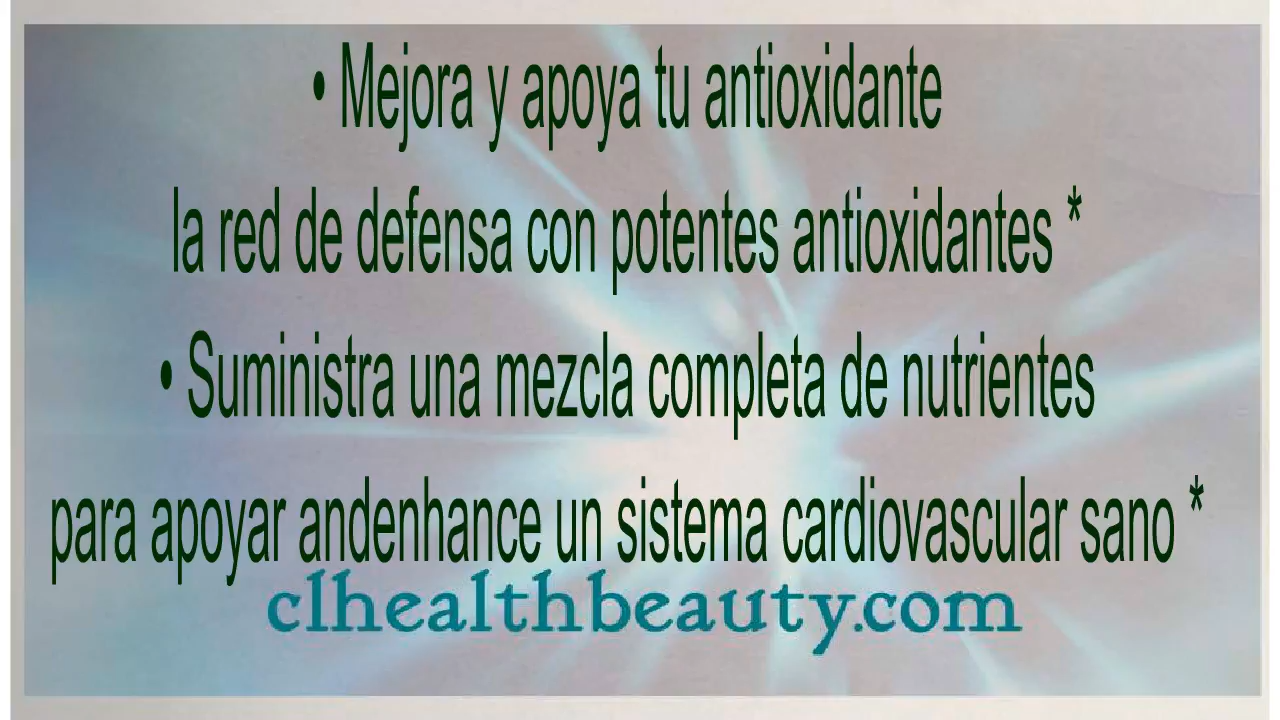 • Mejora y apoya tu antioxidante
la red de defensa con potentes antioxidantes *
• Suministra una mezcla completa de nutrientes
para apoyar andenhance un sistema cardiovascular sano *
clhealthbeauty.com